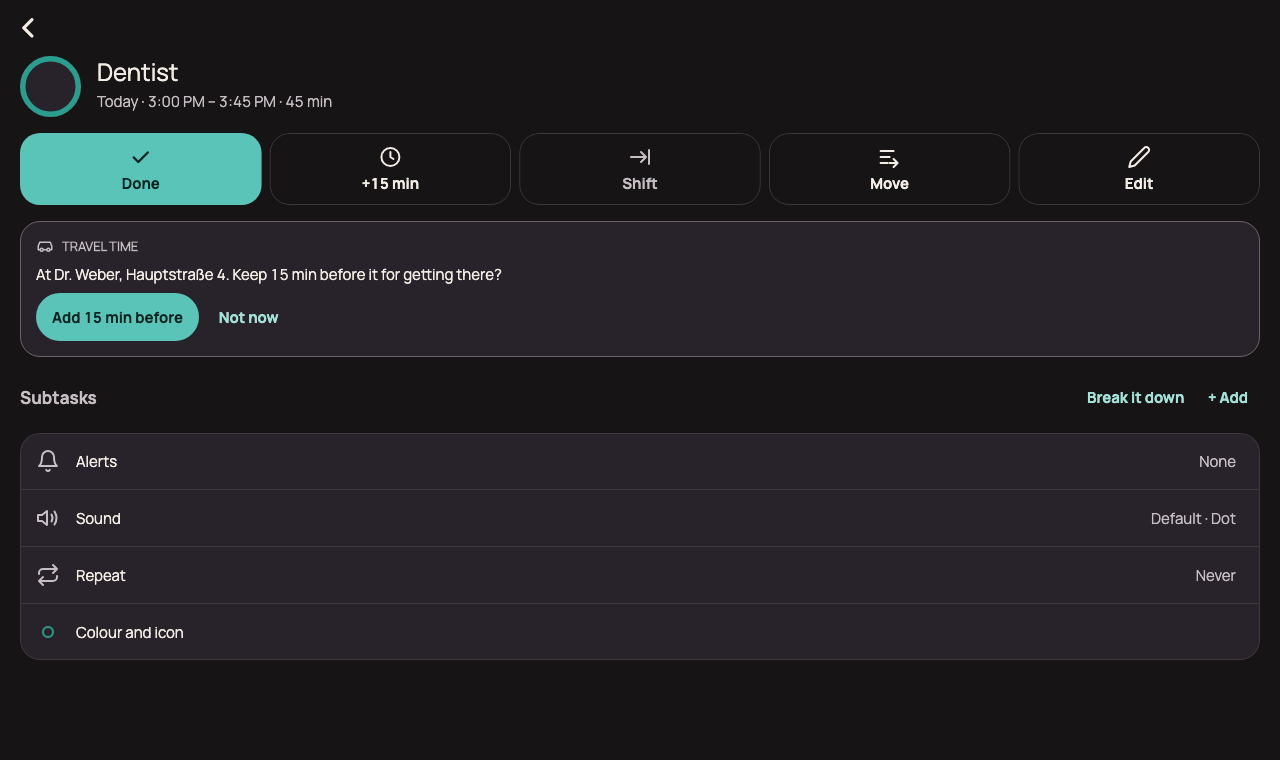 Dentist
Today · 3:00 PM – 3:45 PM · 45 min
Done
+15 min
Shift
Move
Edit
TRAVEL TIME
At Dr. Weber, Hauptstraße 4. Keep 15 min before it for getting there?
Add 15 min before
Not now
Subtasks
Break it down
+ Add
Alerts
None
Sound
Default · Dot
Repeat
Never
Colour and icon